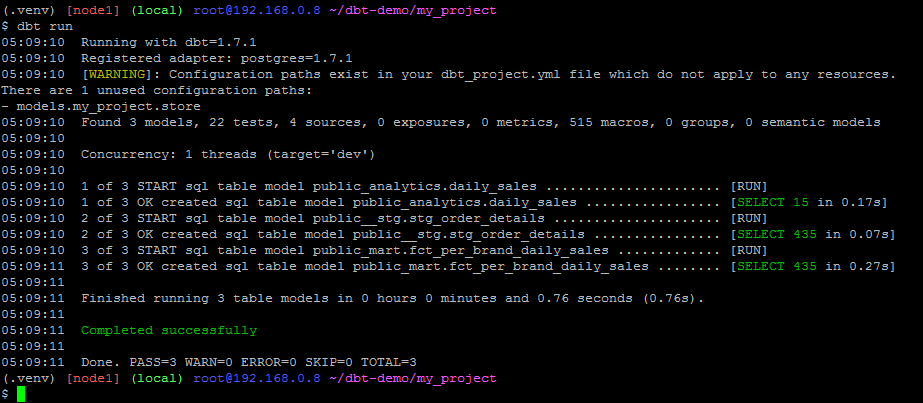 (.venv) [node1] (local) root@192.168.0.8 ~/dbt-demo/my_project
$ dbt run
05:09:10  Running with dbt=1.7.1
05:09:10  Registered adapter: postgres=1.7.1
05:09:10  [WARNING]: Configuration paths exist in your dbt_project.yml file which do not apply to any resources.
There are 1 unused configuration paths:
- models.my_project.store
05:09:10  Found 3 models, 22 tests, 4 sources, 0 exposures, 0 metrics, 515 macros, 0 groups, 0 semantic models
05:09:10
05:09:10  Concurrency: 1 threads (target='dev')
05:09:10
05:09:10  1 of 3 START sql table model public_analytics.daily_sales ...................... [RUN]
05:09:10  1 of 3 OK created sql table model public_analytics.daily_sales ................. [SELECT 15 in 0.17s]
05:09:10  2 of 3 START sql table model public__stg.stg_order_details ..................... [RUN]
05:09:10  2 of 3 OK created sql table model public__stg.stg_order_details ................ [SELECT 435 in 0.07s]
05:09:10  3 of 3 START sql table model public_mart.fct_per_brand_daily_sales ............. [RUN]
05:09:11  3 of 3 OK created sql table model public_mart.fct_per_brand_daily_sales ........ [SELECT 435 in 0.27s]
05:09:11
05:09:11  Finished running 3 table models in 0 hours 0 minutes and 0.76 seconds (0.76s).
05:09:11
05:09:11  Completed successfully
05:09:11
05:09:11  Done. PASS=3 WARN=0 ERROR=0 SKIP=0 TOTAL=3
(.venv) [node1] (local) root@192.168.0.8 ~/dbt-demo/my_project
$